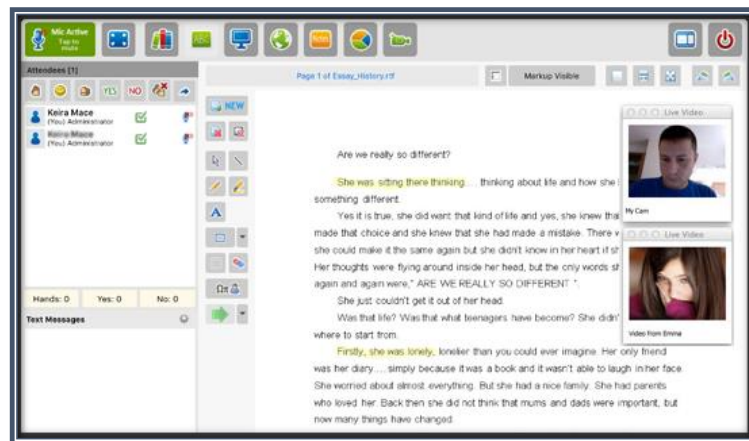 Mic Active
Tap to
mute
ABC
Notes
Attendees [1]
Page 1 of Essay_History.rtf
Markup Visible
YES
NO
NEW
Keira Mace
(You) Administrator
Keira Mace
(You) Administrator
Live Video
My Cam
Live Video
Video from Emma
A
Ωπ
Hands: 0
Yes: 0
No: 0
Text Messages
Are we really so different?
She was sitting there thinking.... thinking about life and how she
something different.
Yes it is true, she did want that kind of life and yes, she knew
made that choice and she knew that she had made a mistake. There
she could make it the same again but she didn't know in her heart if
Her thoughts were flying around inside her head, but the only words
again and again were," ARE WE REALLY SO DIFFERENT ".
She just couldn't get it out of her head.
Was that life? Was that what teenagers have become? She
where to start from.
Firstly, she was lonely, lonelier than you could ever imagine. Her only friend
was her diary.... simply because it was a book and it wasn't able to laugh in her face.
She worried about almost everything. But she had a nice family. She had parents
who loved her. Back then she did not think that mums and dads were important, but
now many things have changed.